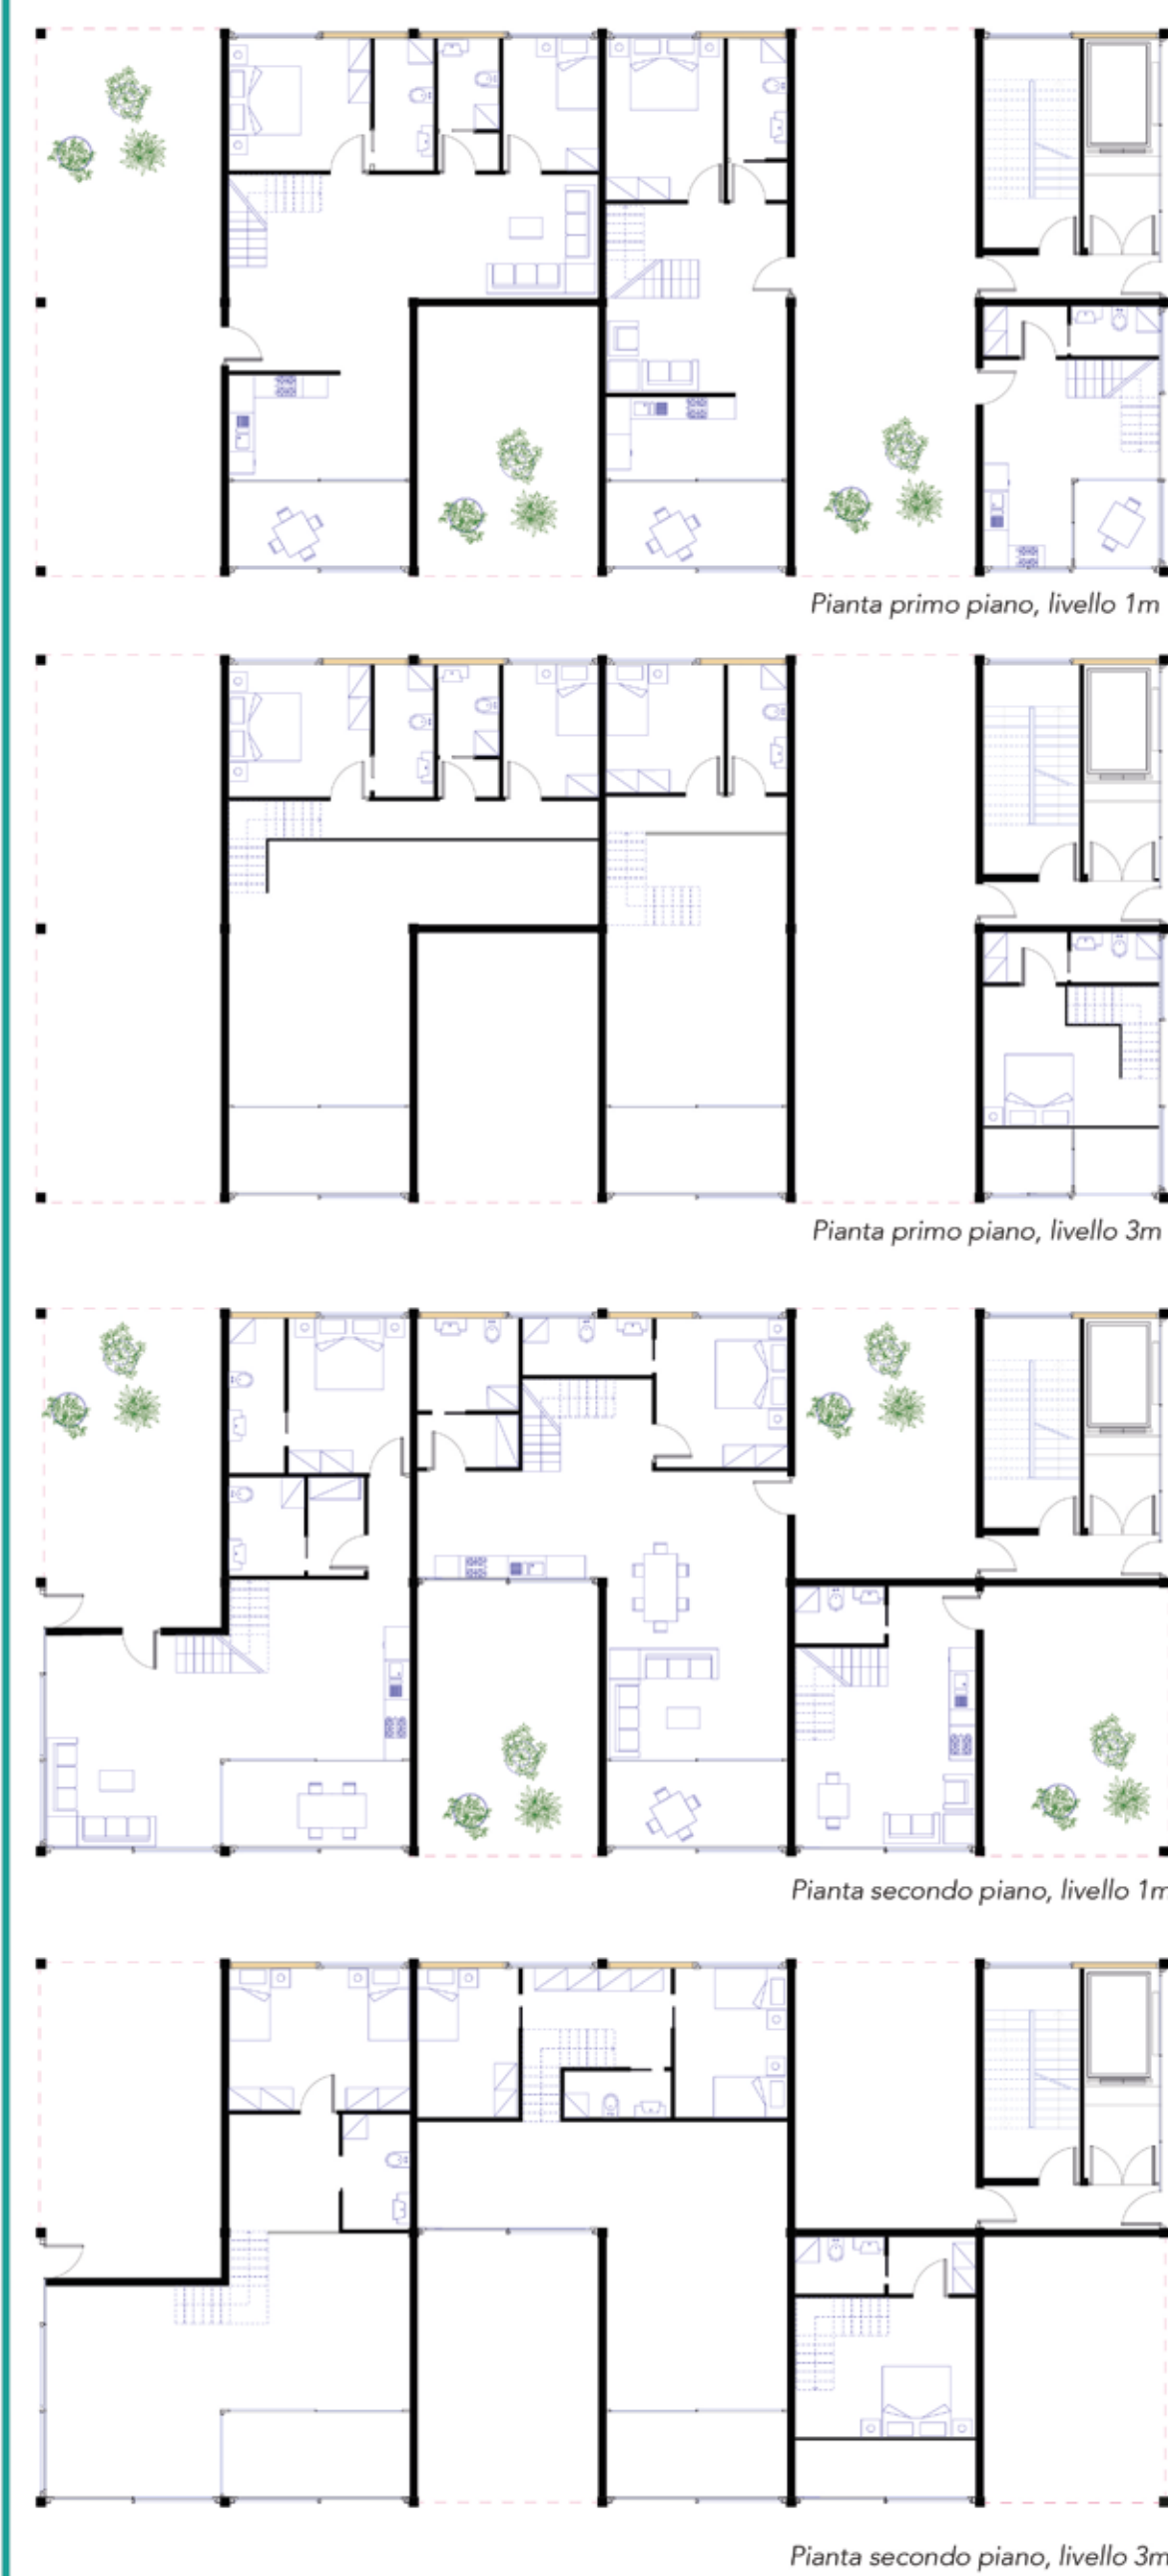 Pianta primo piano, livello 1m
Pianta primo piano, livello 3m
Pianta secondo piano, livello 1m
Pianta secondo piano, livello 3m